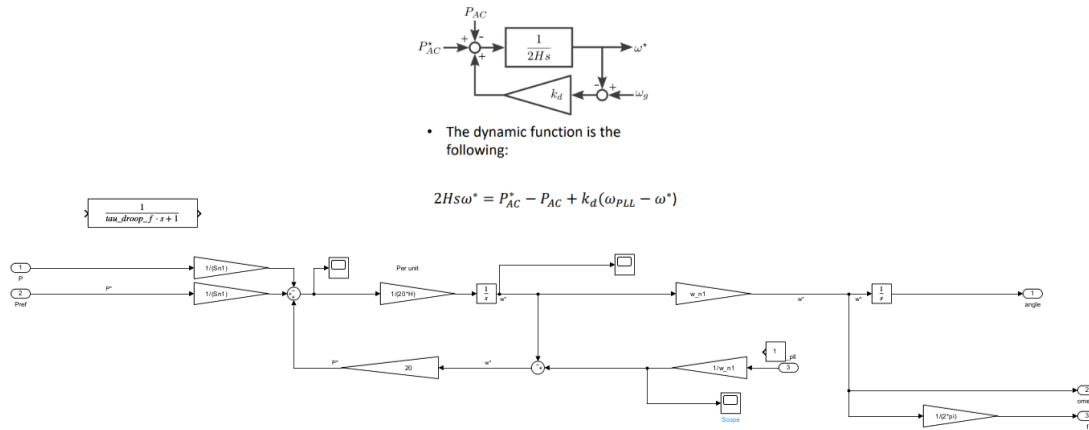 P_AC
P*_AC
+ -
+
1
2Hs
ω*
k_d
- +
ω_g
• The dynamic function is the
following:
2Hsω* = P*_AC − P_AC + k_d(ω_PLL − ω*)
1
tau_droop_f · s+1
1
P
1/(Sn1)
Per unit
2
Pref
P*
1/(Sn1)
1/(20*H)
1
s
w*
w_n1
w*
w*
1
s
1
angle
P*
20
w*
1/w_n1
1
_pll
3
Scope
2
ome
1/(2*pi)
3
f